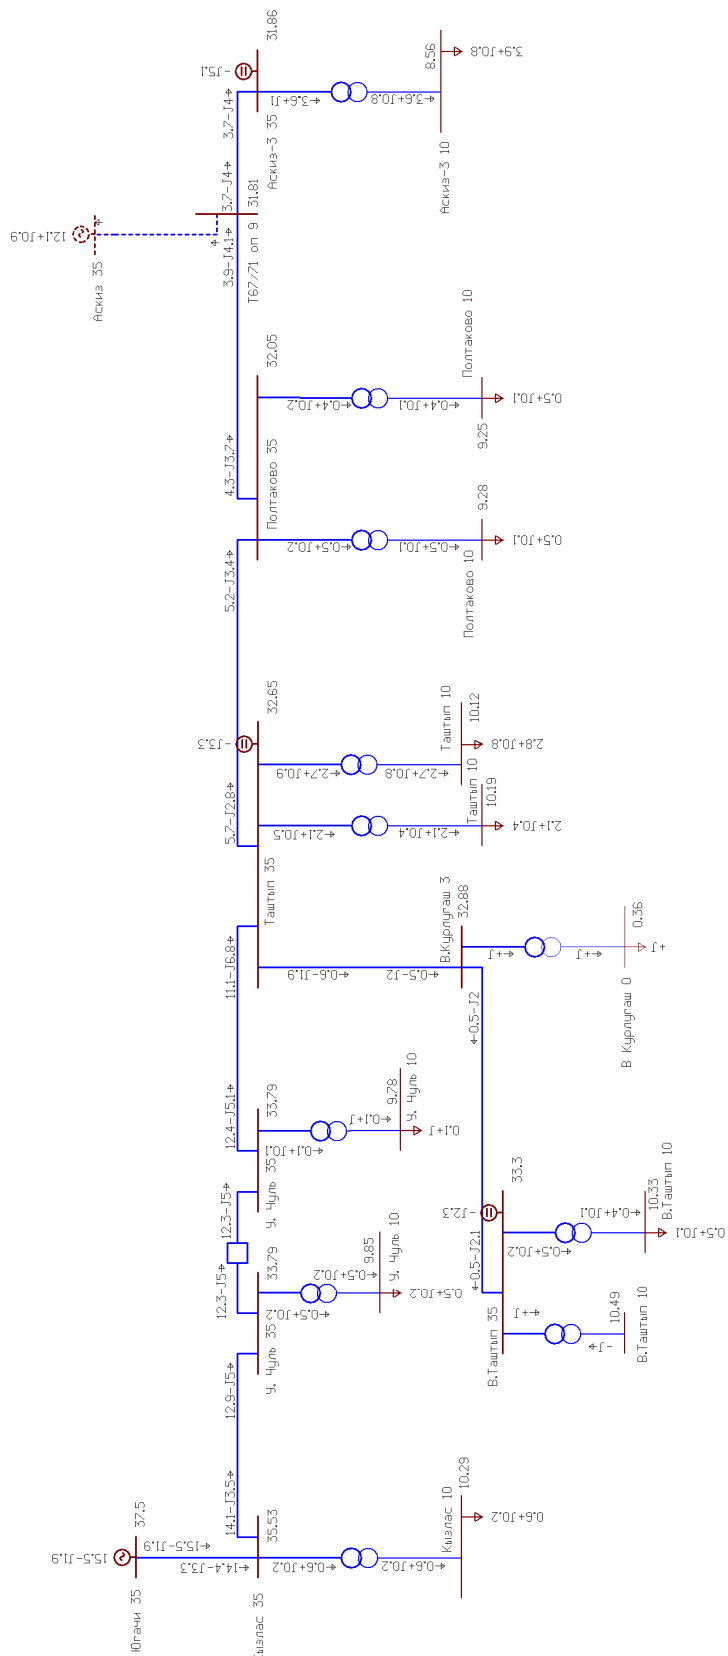 31.86
-J5.1
3.7-J4
Аскиз-3 35
3.6+J1
3.6+J0.8
8.56
3.9+J0.8
Аскиз-3 10
12.1+J0.9
Аскиз 35
3.7-J4
31.81
3.9-J4.1
Т67/71 оп 9
32.05
4.3-J3.7
Полтаково 35
0.4+J0.2
0.4+J0.1
Полтаково 10
9.25
0.5+J0.1
5.2-J3.4
0.5+J0.2
0.5+J0.1
9.28
Полтаково 10
0.5+J0.1
32.65
-J3.3
5.7-J2.8
2.7+J0.9
2.7+J0.8
Таштып 10
10.12
2.8+J0.8
2.1+J0.5
2.1+J0.4
Таштып 10
10.19
2.1+J0.4
Таштып 35
11.1-J6.8
0.6-J1.9
0.5-J2
В.Курлугаш 3
32.88
0.5-J2
+J
+J
0.36
+J
В Курлугаш 0
12.4-J5.1
33.79
У. Чуль 35
0.1+J0.1
0.1+J
9.78
У. Чуль 10
0.1+J
12.3-J5
12.3-J5
33.79
У. Чуль 35
0.5+J0.2
0.5+J0.2
9.85
У. Чуль 10
0.5+J0.2
33.3
-J2.3
0.5-J2.1
В.Таштып 35
0.5+J0.2
0.4+J0.1
10.33
В.Таштып 10
0.5+J0.1
+J
-J
10.49
В.Таштып 10
12.9-J5
14.1-J3.5
35.53
Кызлас 35
0.6+J0.2
0.6+J0.2
Кызлас 10
10.29
0.6+J0.2
37.5
15.5-J1.9
Югачи 35
15.5-J1.9
14.4-J3.3